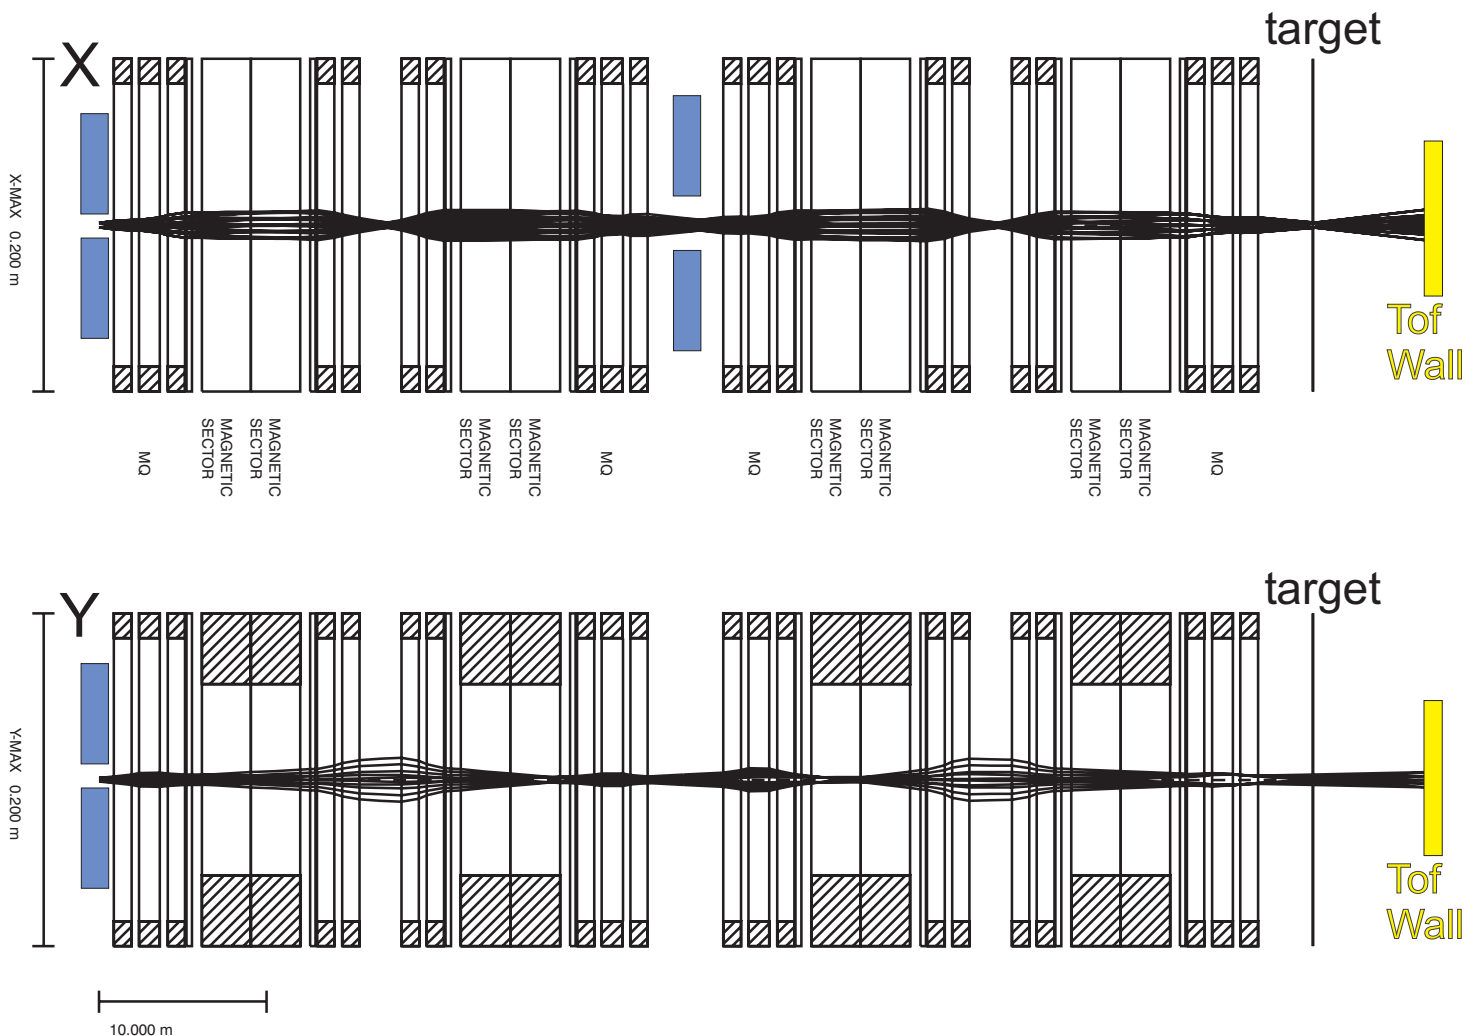 target
X
X-MAX 0.200 m
Tof
Wall
MQ
MAGNETIC
SECTOR
MAGNETIC
SECTOR
MAGNETIC
SECTOR
MAGNETIC
SECTOR
MQ
MQ
MAGNETIC
SECTOR
MAGNETIC
SECTOR
MAGNETIC
SECTOR
MAGNETIC
SECTOR
MQ
target
Y
Y-MAX 0.200 m
Tof
Wall
10.000 m